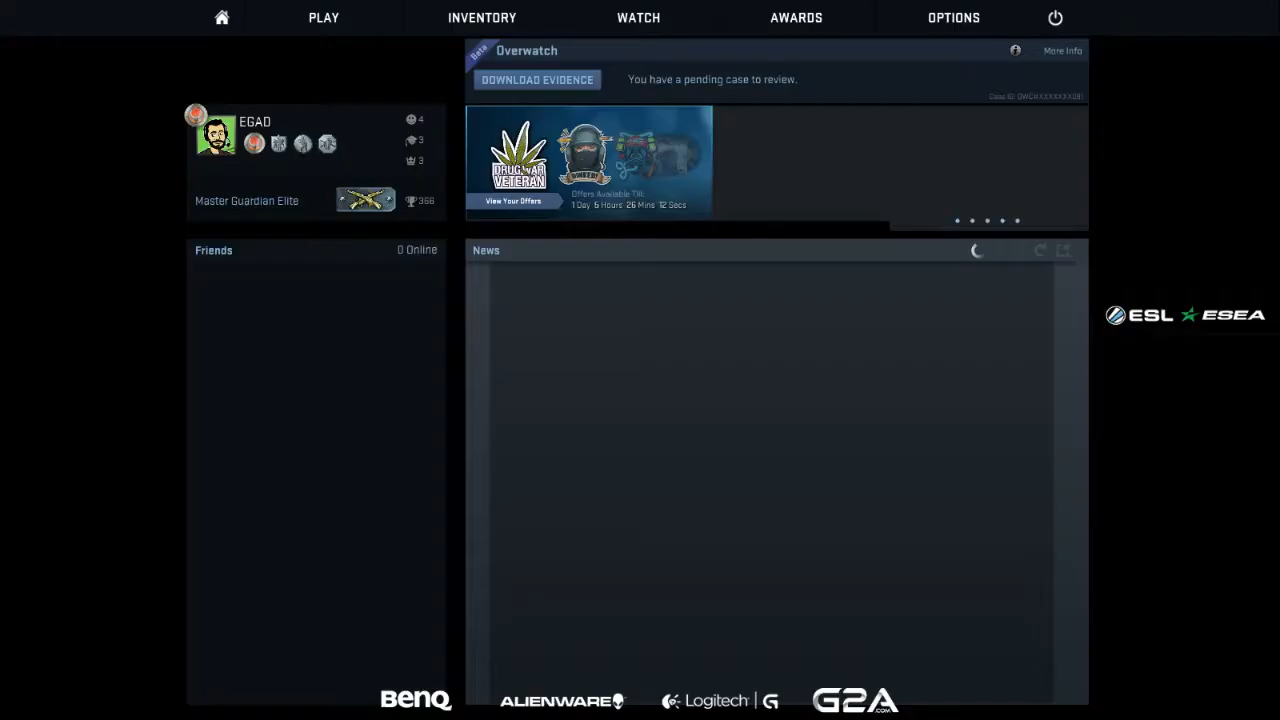 PLAY
INVENTORY
WATCH
AWARDS
OPTIONS
Beta
Overwatch
More Info
DOWNLOAD EVIDENCE
You have a pending case to review.
EGAD
4
3
3
Master Guardian Elite
366
DRUG WAR
VETERAN
View Your Offers
Offers Available Till:
1 Day 5 Hours 26 Mins 12 Secs
Friends
0 Online
News
ESL ESEA
BenQ
ALIENWARE
Logitech | G
G2A
.COM